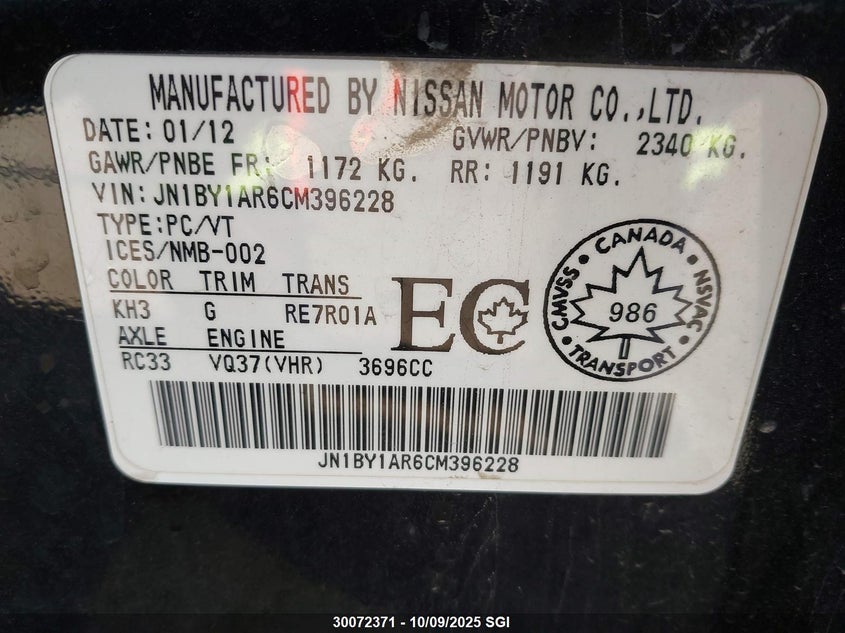 MANUFACTURED BY NISSAN MOTOR CO.,LTD.
DATE: 01/12 GVWR/PNBV: 2340 KG.
GAWR/PNBE FR: 1172 KG. RR: 1191 KG.
VIN: JN1BY1AR6CM396228
TYPE:PC/VT
ICES/NMB-002
COLOR TRIM TRANS
KH3 G RE7R01A
AXLE ENGINE
RC33 VQ37(VHR) 3696CC
EC
CANADA
CMVSS 986 NSVAC
TRANSPORT
JN1BY1AR6CM396228
30072371 - 10/09/2025 SGI